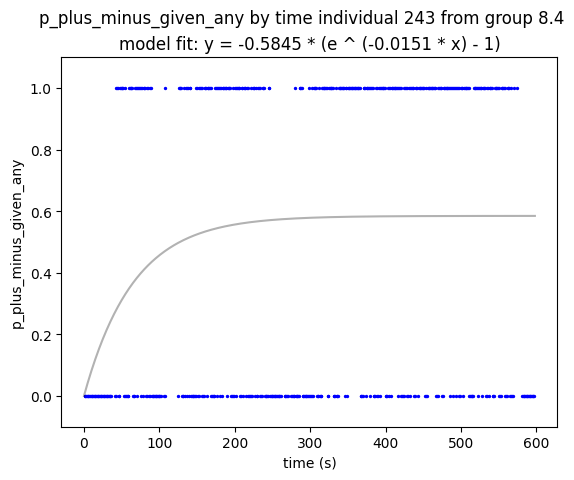 p_plus_minus_given_any by time individual 243 from group 8.4
model fit: y = -0.5845 * (e ^ (-0.0151 * x) - 1)
1.0
0.8
0.6
0.4
0.2
0.0
p_plus_minus_given_any
0 100 200 300 400 500 600
time (s)